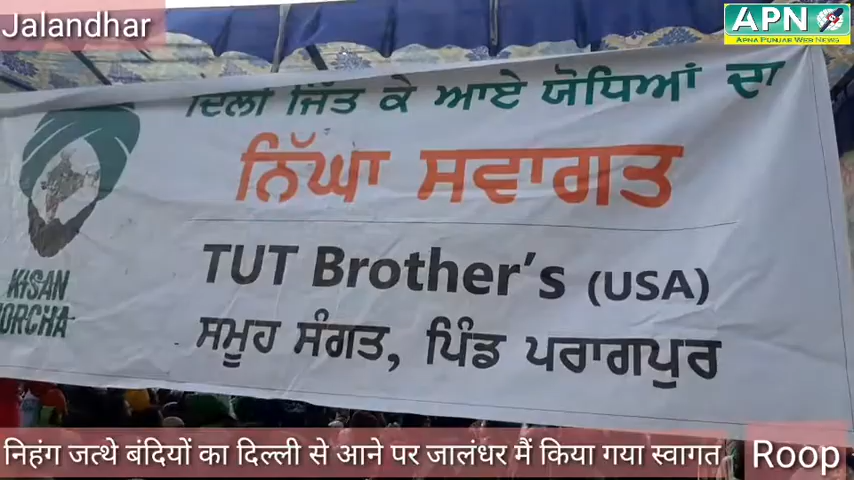 Jalandhar
APN
APNA PUNJAB WEB NEWS
ਦਿਲੀ ਜਿੱਤ ਕੇ ਆਏ ਯੋਧਿਆਂ ਦਾ
ਨਿੱਘਾ ਸਵਾਗਤ
KISAN
MORCHA
TUT Brother's (USA)
ਸਮੂਹ ਸੰਗਤ, ਪਿੰਡ ਪਰਾਗਪੁਰ
निहंग जत्थे बंदियों का दिल्ली से आने पर जालंधर मैं किया गया स्वागत
Roop